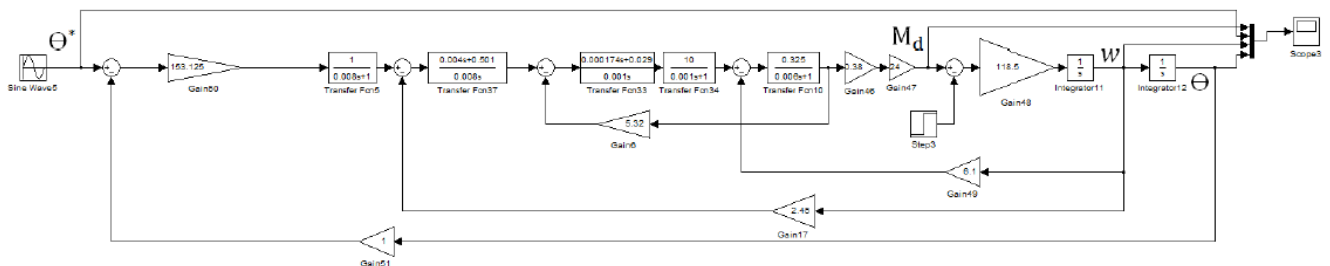 Θ*
Sine Wave5
153.125
Gain50
1
0.008s+1
Transfer Fcn5
0.004s+0.501
0.008s
Transfer Fcn37
0.000174s+0.029
0.001s
Transfer Fcn33
10
0.001s+1
Transfer Fcn34
0.325
0.006s+1
Transfer Fcn10
0.38
Gain46
24
Gain47
M_d
118.5
Gain48
1
s
Integrator11
w
1
s
Integrator12
Θ
Scope3
5.32
Gain6
Step3
6.1
Gain49
2.45
Gain17
1
Gain51